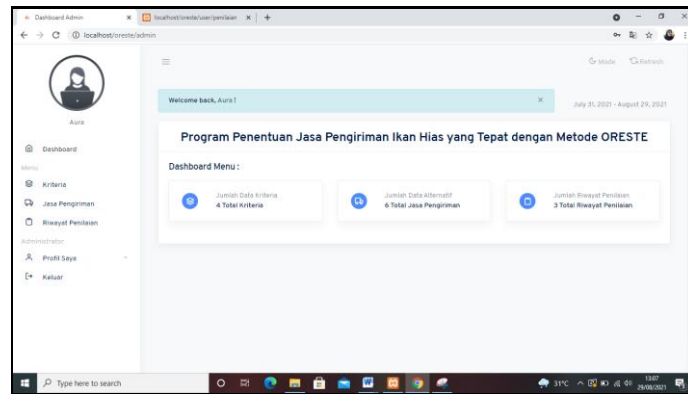 Dashboard Admin
localhost/oreste/user/penilaian
localhost/oreste/admin
Mode Refresh
Welcome back, Aura !
July 31, 2021 - August 29, 2021
Aura
Program Penentuan Jasa Pengiriman Ikan Hias yang Tepat dengan Metode ORESTE
Dashboard
Dashboard Menu :
Menu
Kriteria
Jumlah Data Kriteria
4 Total Kriteria
Jumlah Data Alternatif
6 Total Jasa Pengiriman
Jumlah Riwayat Penilaian
3 Total Riwayat Penilaian
Jasa Pengiriman
Riwayat Penilaian
Administrator
Profil Saya
Keluar
Type here to search
31°C
13:07
29/08/2021